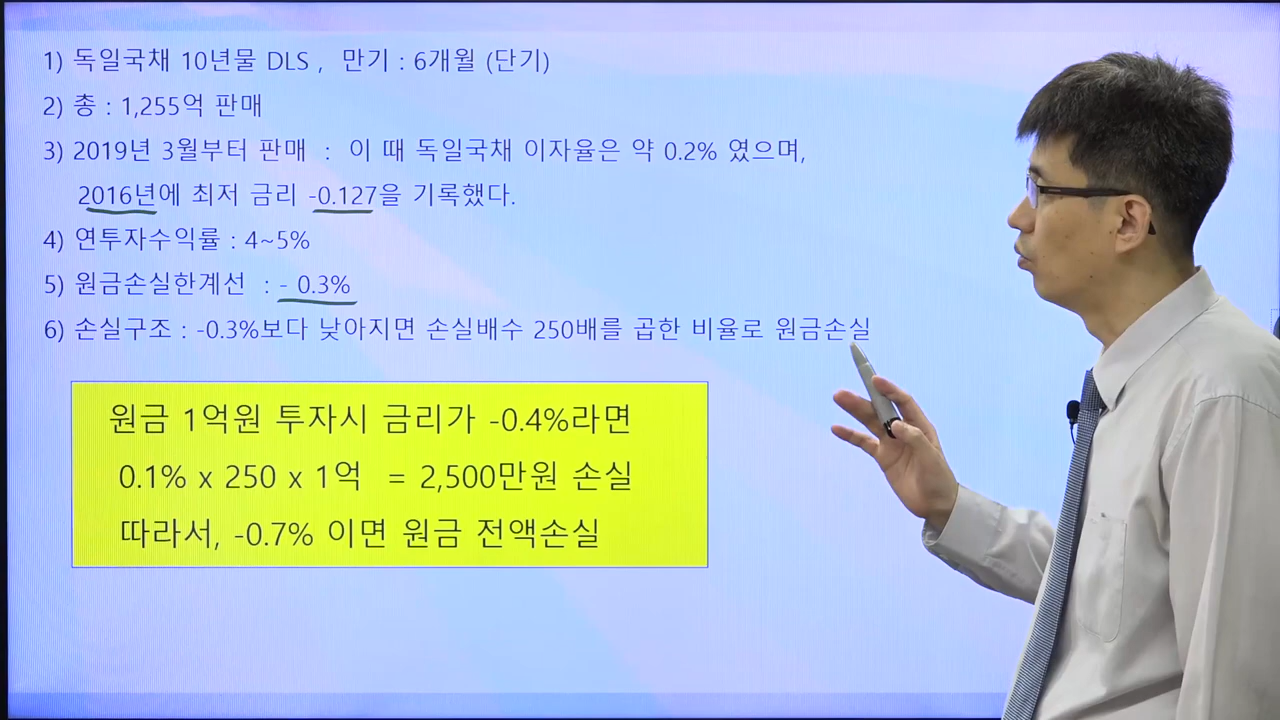 1) 독일국채 10년물 DLS , 만기 : 6개월 (단기)
2) 총 : 1,255억 판매
3) 2019년 3월부터 판매 : 이 때 독일국채 이자율은 약 0.2% 였으며,
2016년에 최저 금리 -0.127을 기록했다.
4) 연투자수익률 : 4~5%
5) 원금손실한계선 : - 0.3%
6) 손실구조 : -0.3%보다 낮아지면 손실배수 250배를 곱한 비율로 원금손실
원금 1억원 투자시 금리가 -0.4%라면
0.1% x 250 x 1억 = 2,500만원 손실
따라서, -0.7% 이면 원금 전액손실